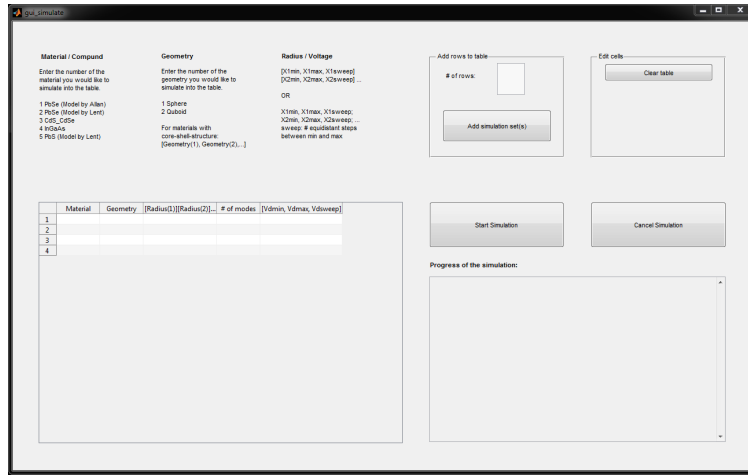 gui_simulate
Material / Compund
Enter the number of the
material you would like to
simulate into the table.
1 PbSe (Model by Allan)
2 PbSe (Model by Lent)
3 CdS_CdSe
4 InGaAs
5 PbS (Model by Lent)
Geometry
Enter the number of the
geometry you would like to
simulate into the table.
1 Sphere
2 Quboid
For materials with
core-shell-structure:
[Geometry(1), Geometry(2),...]
Radius / Voltage
[X1min, X1max, X1sweep]
[X2min, X2max, X2sweep] ...
OR
X1min, X1max, X1sweep;
X2min, X2max, X2sweep; ...
sweep: # equidistant steps
between min and max
Add rows to table
# of rows:
Add simulation set(s)
Edit cells
Clear table
Material Geometry [Radius(1)][Radius(2)]... # of modes [Vdmin, Vdmax, Vdsweep]
1
2
3
4
Start Simulation
Cancel Simulation
Progress of the simulation: